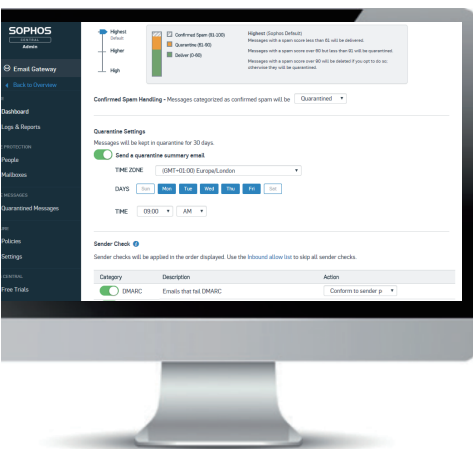 SOPHOS
CENTRAL
Admin
Email Gateway
Back to Overview
Dashboard
Logs & Reports
PROTECTION
People
Mailboxes
MESSAGES
Quarantined Messages
Policies
Settings
CENTRAL
Free Trials
Highest
Default
Higher
High
Confirmed Spam (91-100)
Quarantine (81-90)
Deliver (0-80)
Highest (Sophos Default)
Messages with a spam score less than 81 will be delivered.
Messages with a spam score over 80 but less than 91 will be quarantined.
Messages with a spam score over 90 will be deleted if you opt to do so;
otherwise they will be quarantined.
Confirmed Spam Handling - Messages categorized as confirmed spam will be Quarantined
Quarantine Settings
Messages will be kept in quarantine for 30 days.
Send a quarantine summary email
TIME ZONE (GMT+01:00) Europe/London
DAYS Sun Mon Tue Wed Thu Fri Sat
TIME 09:00 AM
Sender Check
Sender checks will be applied in the order displayed. Use the Inbound allow list to skip all sender checks.
Category Description Action
DMARC Emails that fail DMARC Conform to sender p